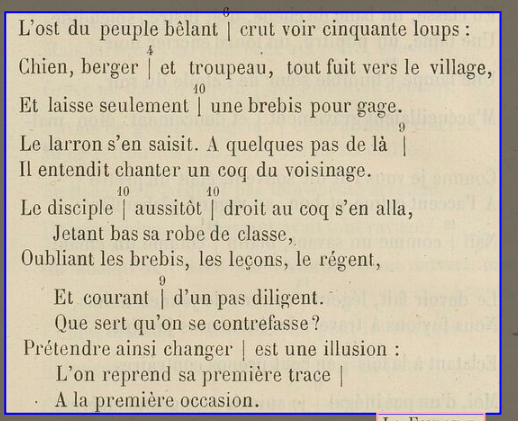 L'ost du peuple bêlant | crut voir cinquante loups :
4
Chien, berger | et troupeau, tout fuit vers le village,
10
Et laisse seulement | une brebis pour gage.
9
Le larron s'en saisit. A quelques pas de là |
Il entendit chanter un coq du voisinage.
10 10
Le disciple | aussitôt | droit au coq s'en alla,
Jetant bas sa robe de classe,
Oubliant les brebis, les leçons, le régent,
9
Et courant | d'un pas diligent.
Que sert qu'on se contrefasse ?
Prétendre ainsi changer | est une illusion :
L'on reprend sa première trace |
A la première occasion.